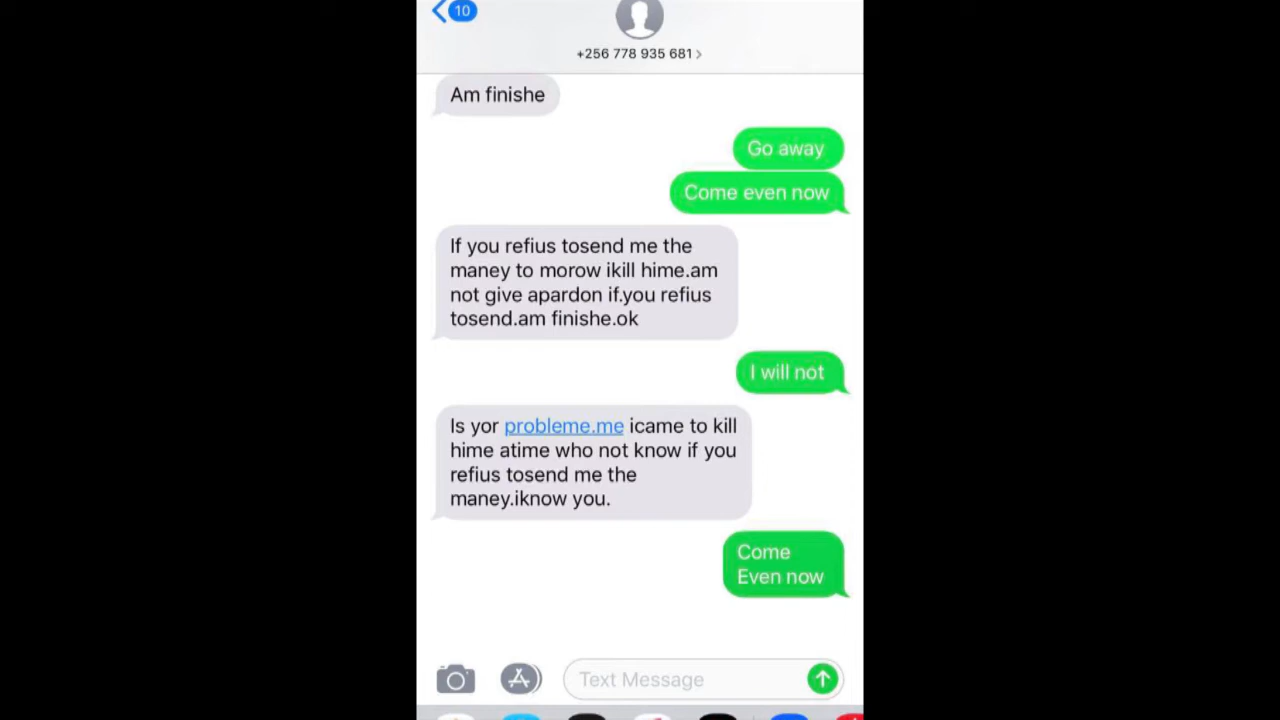 10
+256 778 935 681
Am finishe
Go away
Come even now
If you refius tosend me the
maney to morow ikill hime.am
not give apardon if.you refius
tosend.am finishe.ok
I will not
Is yor probleme.me icame to kill
hime atime who not know if you
refius tosend me the
maney.iknow you.
Come
Even now
Text Message